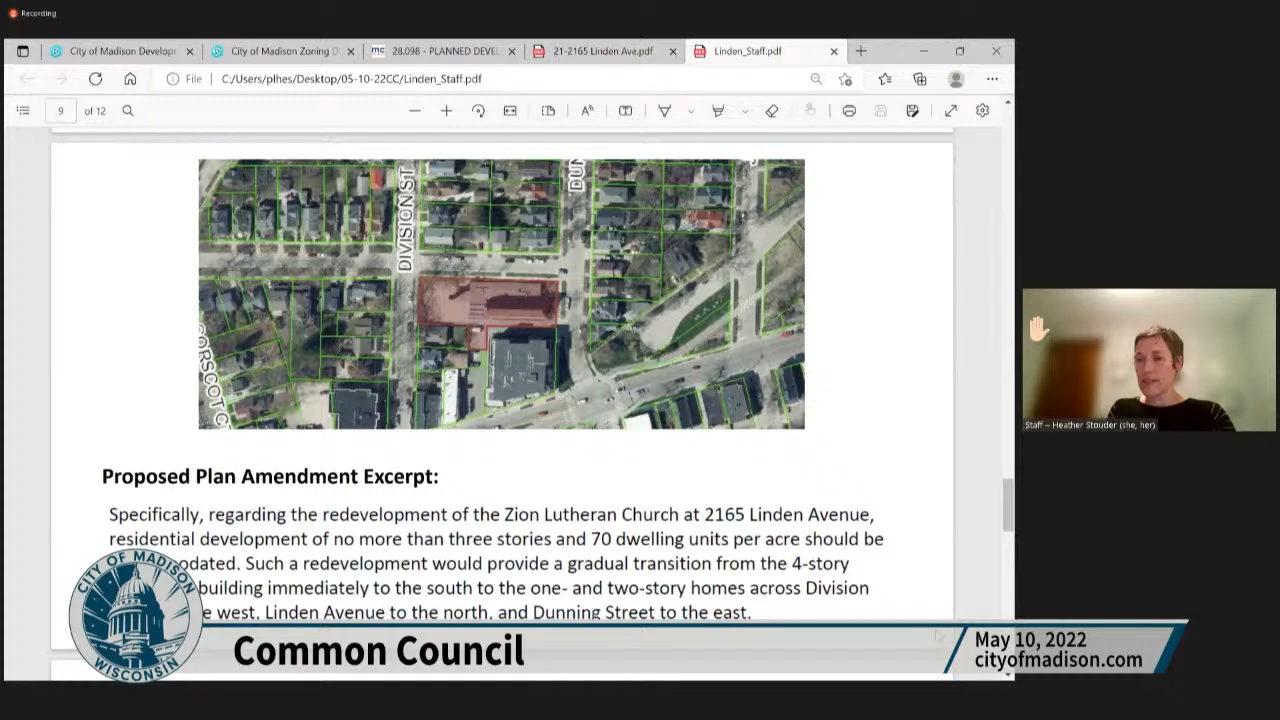 Recording
City of Madison Develop
City of Madison Zoning
mc 28.098 - PLANNED DEVE
21-2165 Linden Ave.pdf
Linden_Staff.pdf
File C:/Users/plhes/Desktop/05-10-22CC/Linden_Staff.pdf
9 of 12
DIVISION ST
DUN
Proposed Plan Amendment Excerpt:
Specifically, regarding the redevelopment of the Zion Lutheran Church at 2165 Linden Avenue,
residential development of no more than three stories and 70 dwelling units per acre should be
odated. Such a redevelopment would provide a gradual transition from the 4-story
building immediately to the south to the one- and two-story homes across Division
e west, Linden Avenue to the north, and Dunning Street to the east.
CITY OF MADISON
WISCONSIN
Common Council
May 10, 2022
cityofmadison.com
Staff – Heather Stouder (she, her)